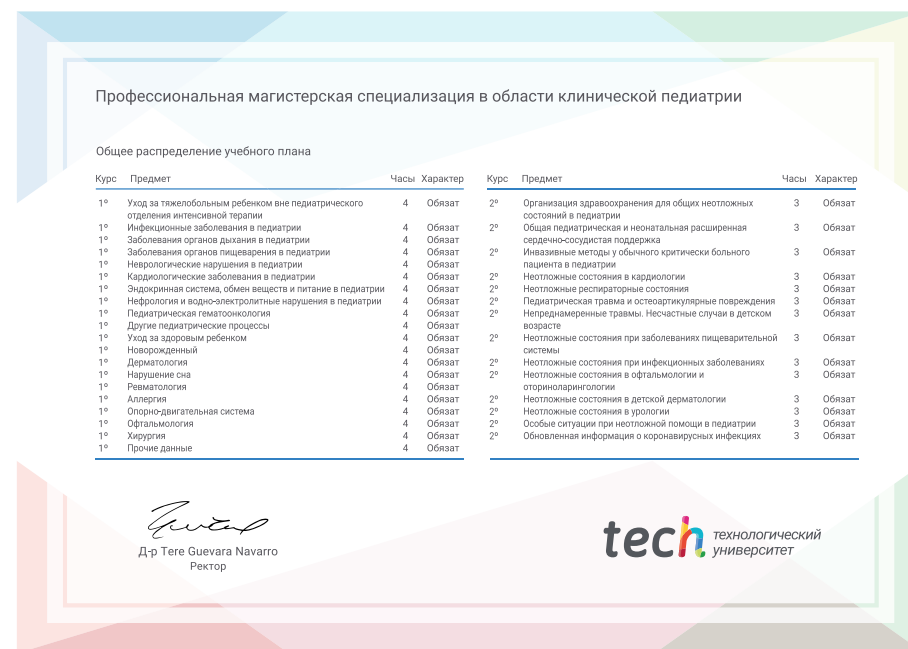 Профессиональная магистерская специализация в области клинической педиатрии
Общее распределение учебного плана
Курс Предмет Часы Характер
1º Уход за тяжелобольным ребенком вне педиатрического 4 Обязат
отделения интенсивной терапии
1º Инфекционные заболевания в педиатрии 4 Обязат
1º Заболевания органов дыхания в педиатрии 4 Обязат
1º Заболевания органов пищеварения в педиатрии 4 Обязат
1º Неврологические нарушения в педиатрии 4 Обязат
1º Кардиологические заболевания в педиатрии 4 Обязат
1º Эндокринная система, обмен веществ и питание в педиатрии 4 Обязат
1º Нефрология и водно-электролитные нарушения в педиатрии 4 Обязат
1º Педиатрическая гематоонкология 4 Обязат
1º Другие педиатрические процессы 4 Обязат
1º Уход за здоровым ребенком 4 Обязат
1º Новорожденный 4 Обязат
1º Дерматология 4 Обязат
1º Нарушение сна 4 Обязат
1º Ревматология 4 Обязат
1º Аллергия 4 Обязат
1º Опорно-двигательная система 4 Обязат
1º Офтальмология 4 Обязат
1º Хирургия 4 Обязат
1º Прочие данные 4 Обязат
Курс Предмет Часы Характер
2º Организация здравоохранения для общих неотложных 3 Обязат
состояний в педиатрии
2º Общая педиатрическая и неонатальная расширенная 3 Обязат
сердечно-сосудистая поддержка
2º Инвазивные методы у обычного критически больного 3 Обязат
пациента в педиатрии
2º Неотложные состояния в кардиологии 3 Обязат
2º Неотложные респираторные состояния 3 Обязат
2º Педиатрическая травма и остеоартикулярные повреждения 3 Обязат
2º Непреднамеренные травмы. Несчастные случаи в детском 3 Обязат
возрасте
2º Неотложные состояния при заболеваниях пищеварительной 3 Обязат
системы
2º Неотложные состояния при инфекционных заболеваниях 3 Обязат
2º Неотложные состояния в офтальмологии и 3 Обязат
оториноларингологии
2º Неотложные состояния в детской дерматологии 3 Обязат
2º Неотложные состояния в урологии 3 Обязат
2º Особые ситуации при неотложной помощи в педиатрии 3 Обязат
2º Обновленная информация о коронавирусных инфекциях 3 Обязат
Д-р Tere Guevara Navarro
Ректор
tech технологический
университет